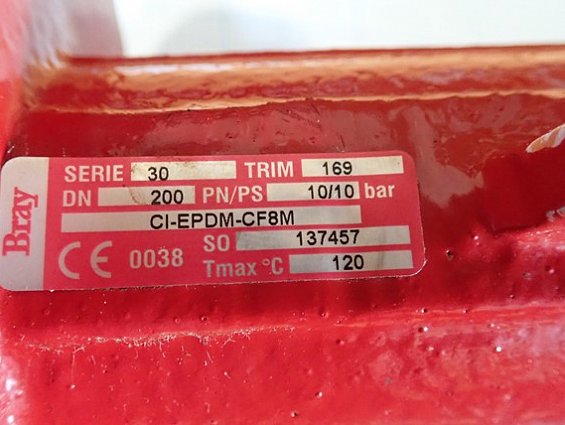 Bray
SERIE 30 TRIM 169
DN 200 PN/PS 10/10 bar
CI-EPDM-CF8M
CE 0038 SO 137457
Tmax °C 120